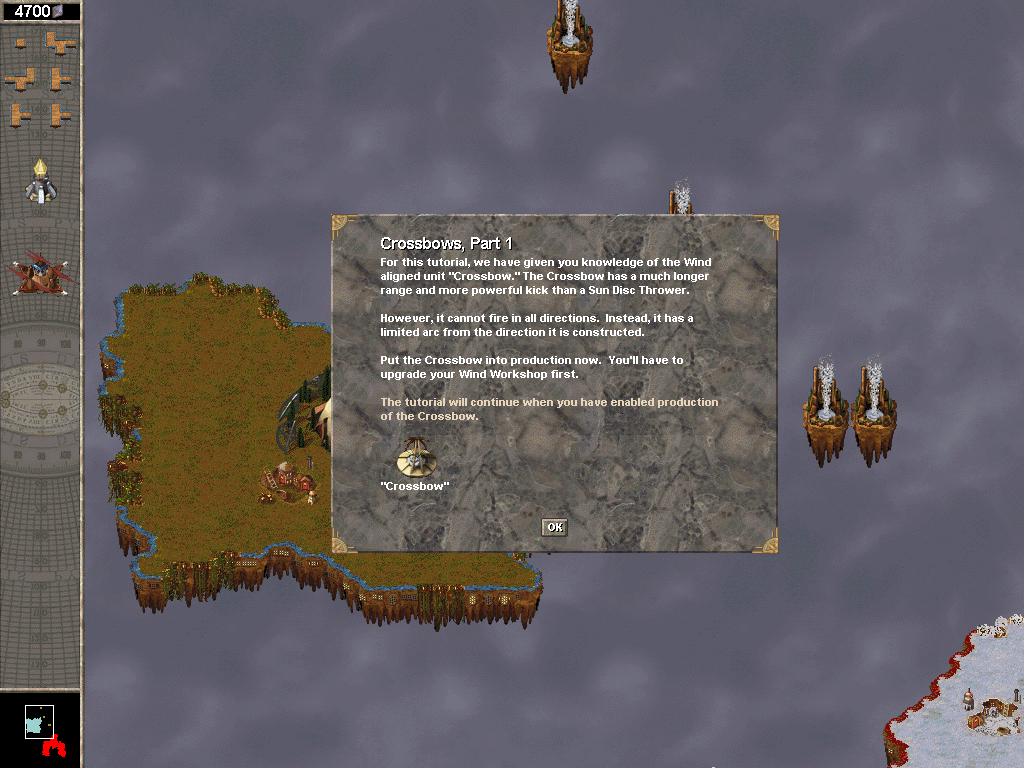 4700
Crossbows, Part 1
For this tutorial, we have given you knowledge of the Wind
aligned unit "Crossbow." The Crossbow has a much longer
range and more powerful kick than a Sun Disc Thrower.
However, it cannot fire in all directions. Instead, it has a
limited arc from the direction it is constructed.
Put the Crossbow into production now. You'll have to
upgrade your Wind Workshop first.
The tutorial will continue when you have enabled production
of the Crossbow.
"Crossbow"
OK